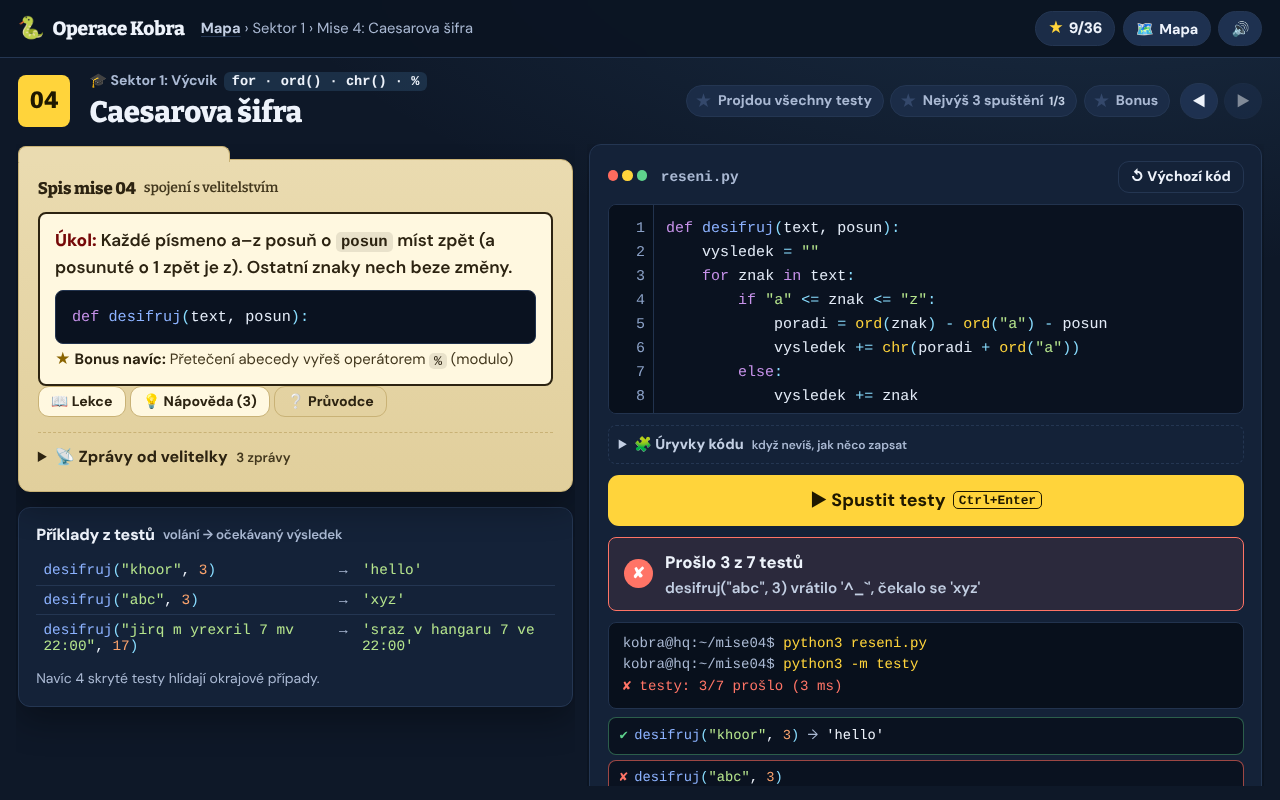 🐍 Operace Kobra Mapa › Sektor 1 › Mise 4: Caesarova šifra
★ 9/36 🗺️ Mapa 🔊
04
🎓 Sektor 1: Výcvik for · ord() · chr() · %
Caesarova šifra
★ Projdou všechny testy ★ Nejvýš 3 spuštění 1/3 ★ Bonus ◀ ▶
Spis mise 04 spojení s velitelstvím
Úkol: Každé písmeno a–z posuň o posun míst zpět (a
posunuté o 1 zpět je z). Ostatní znaky nech beze změny.
def desifruj(text, posun):
★ Bonus navíc: Přetečení abecedy vyřeš operátorem % (modulo)
📖 Lekce 💡 Nápověda (3) ❔ Průvodce
▶ 📡 Zprávy od velitelky 3 zprávy
Příklady z testů volání → očekávaný výsledek
desifruj("khoor", 3) → 'hello'
desifruj("abc", 3) → 'xyz'
desifruj("jirq m yrexril 7 mv → 'sraz v hangaru 7 ve
22:00", 17) 22:00'
Navíc 4 skryté testy hlídají okrajové případy.
reseni.py ↺ Výchozí kód
1 def desifruj(text, posun):
2 vysledek = ""
3 for znak in text:
4 if "a" <= znak <= "z":
5 poradi = ord(znak) - ord("a") - posun
6 vysledek += chr(poradi + ord("a"))
7 else:
8 vysledek += znak
▶ 🧩 Úryvky kódu když nevíš, jak něco zapsat
▶ Spustit testy Ctrl+Enter
✘ Prošlo 3 z 7 testů
desifruj("abc", 3) vrátilo '^_`', čekalo se 'xyz'
kobra@hq:~/mise04$ python3 reseni.py
kobra@hq:~/mise04$ python3 -m testy
✘ testy: 3/7 prošlo (3 ms)
✔ desifruj("khoor", 3) → 'hello'
✘ desifruj("abc", 3)